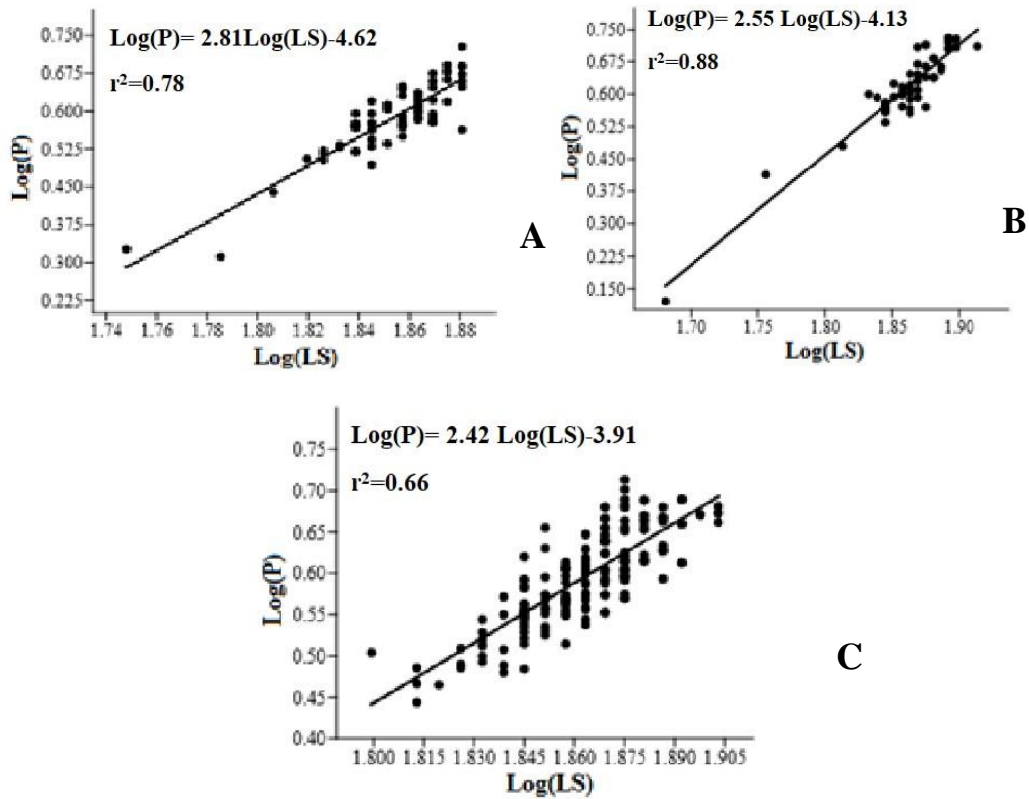 Log(P)= 2.81Log(LS)-4.62
r²=0.78
Log(P)
0.750
0.675
0.600
0.525
0.450
0.375
0.300
0.225
1.74 1.76 1.78 1.80 1.82 1.84 1.86 1.88
Log(LS)
A
Log(P)= 2.55 Log(LS)-4.13
r²=0.88
Log(P)
0.750
0.675
0.600
0.525
0.450
0.375
0.300
0.225
0.150
1.70 1.75 1.80 1.85 1.90
Log(LS)
B
Log(P)= 2.42 Log(LS)-3.91
r²=0.66
Log(P)
0.75
0.70
0.65
0.60
0.55
0.50
0.45
0.40
1.800 1.815 1.830 1.845 1.860 1.875 1.890 1.905
Log(LS)
C